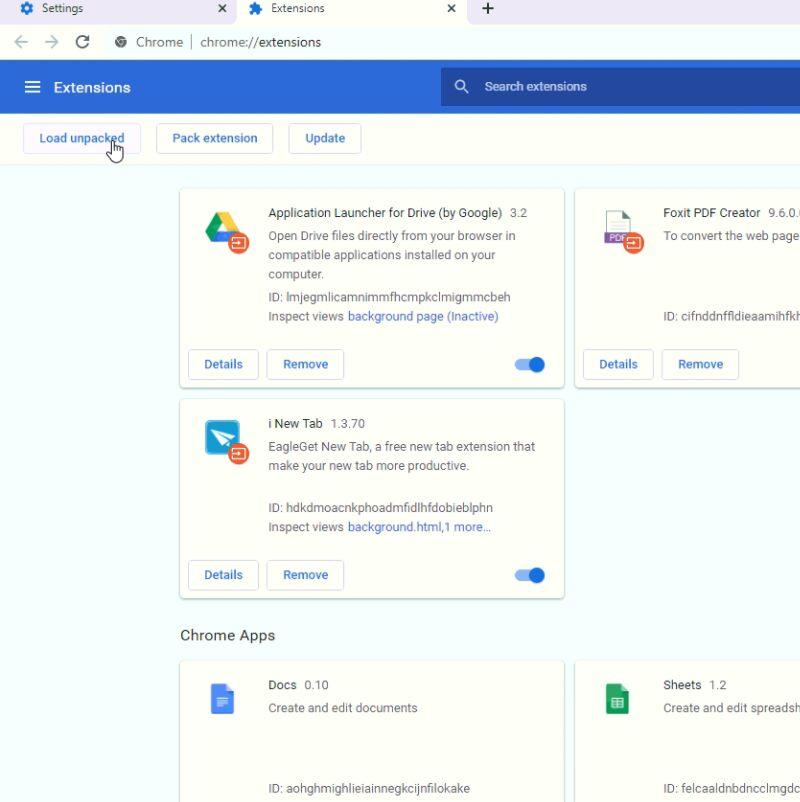 Settings
Extensions
Chrome | chrome://extensions
Extensions
Search extensions
Load unpacked
Pack extension
Update
Application Launcher for Drive (by Google) 3.2
Open Drive files directly from your browser in
compatible applications installed on your
computer.
ID: lmjegmlicamnimmfhcmpkclmigmmcbeh
Inspect views background page (Inactive)
Details
Remove
PDF
Foxit PDF Creator 9.6.0.
To convert the web page
ID: cifnddnffldieaamihfkh
Details
Remove
i New Tab 1.3.70
EagleGet New Tab, a free new tab extension that
make your new tab more productive.
ID: hdkdmoacnkphoadmfidlhfdobieblphn
Inspect views background.html,1 more...
Details
Remove
Chrome Apps
Docs 0.10
Create and edit documents
ID: aohghmighlieiainnegkcijnfilokake
Sheets 1.2
Create and edit spreadsh
ID: felcaaldnbdncclmgdc